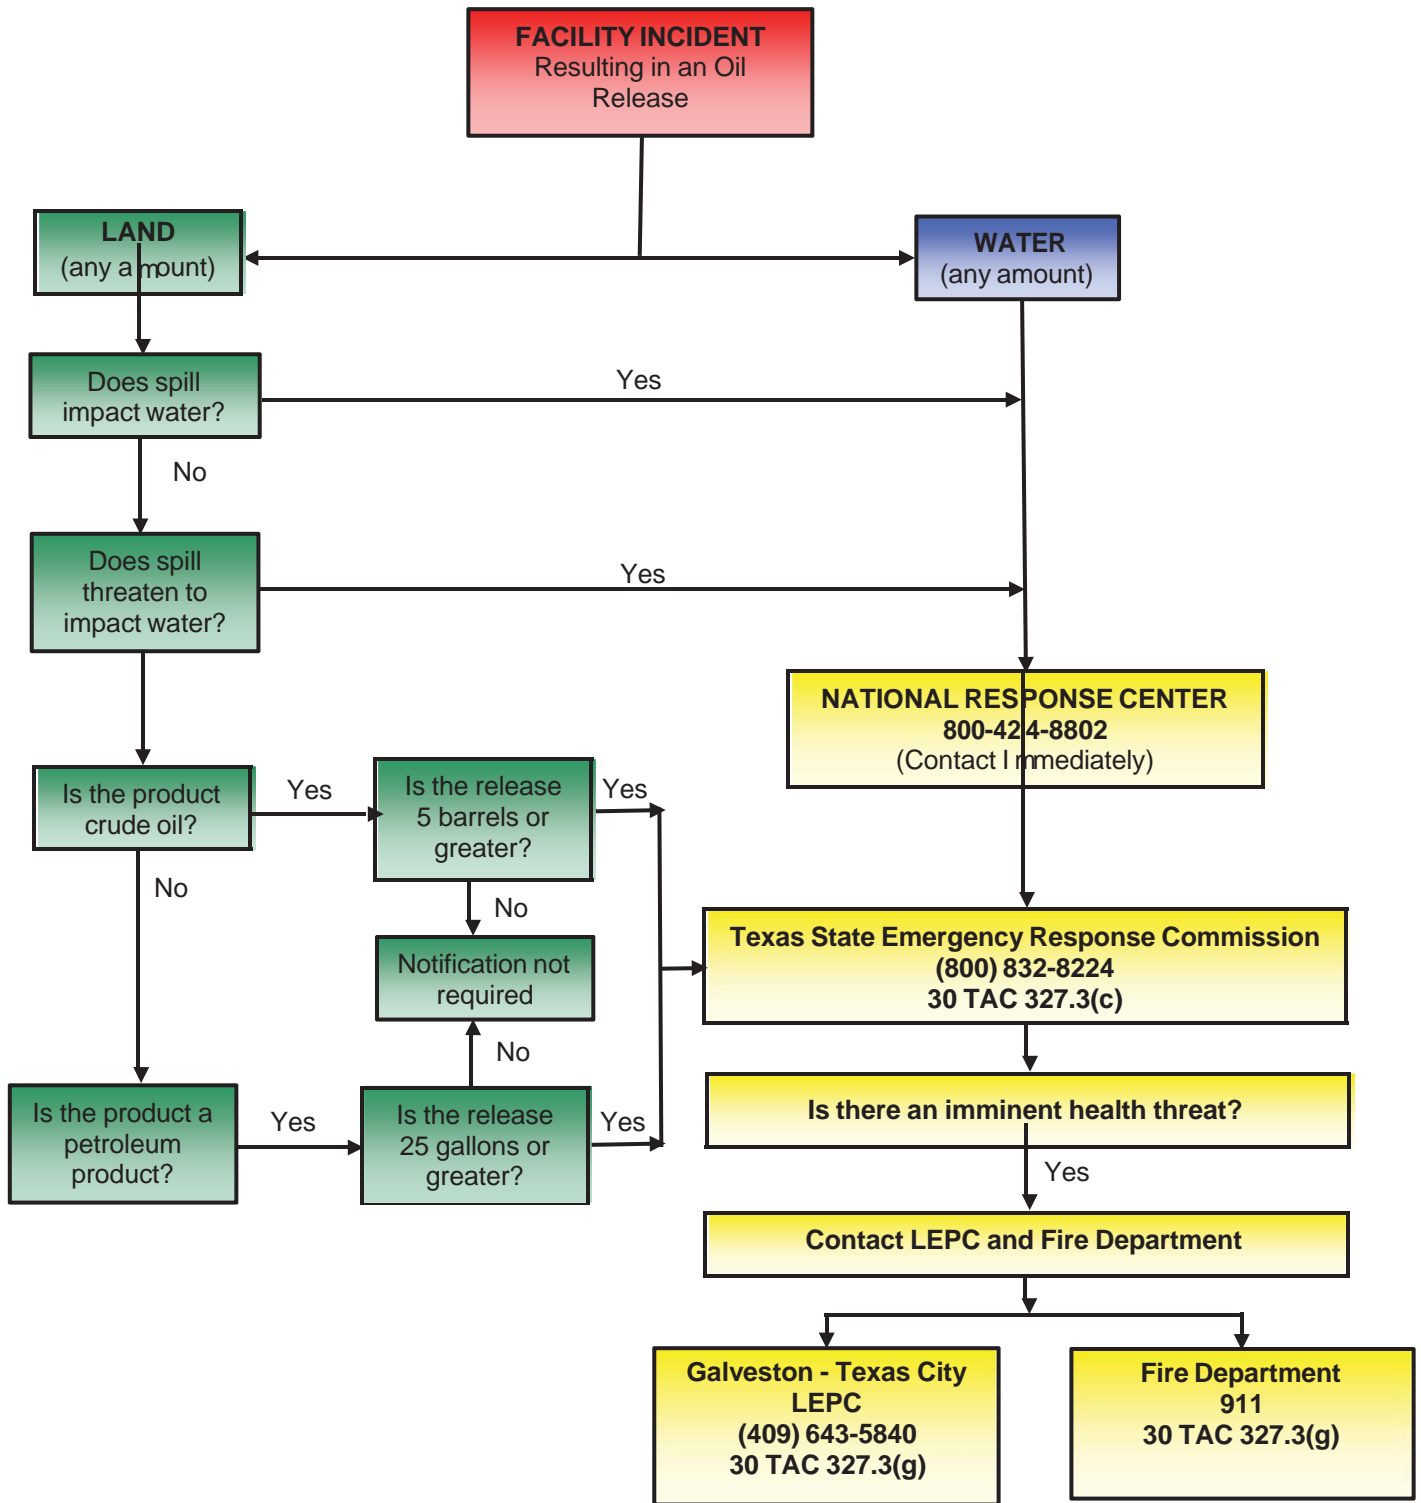 FACILITY INCIDENT
Resulting in an Oil
Release
LAND
(any amount)
WATER
(any amount)
Does spill
impact water?
Yes
No
Does spill
threaten to
impact water?
Yes
NATIONAL RESPONSE CENTER
800-424-8802
(Contact Immediately)
Is the product
crude oil?
Yes
Is the release
5 barrels or
greater?
Yes
No
No
Notification not
required
Texas State Emergency Response Commission
(800) 832-8224
30 TAC 327.3(c)
No
Is the product a
petroleum
product?
Yes
Is the release
25 gallons or
greater?
Yes
Is there an imminent health threat?
Yes
Contact LEPC and Fire Department
Galveston - Texas City
LEPC
(409) 643-5840
30 TAC 327.3(g)
Fire Department
911
30 TAC 327.3(g)